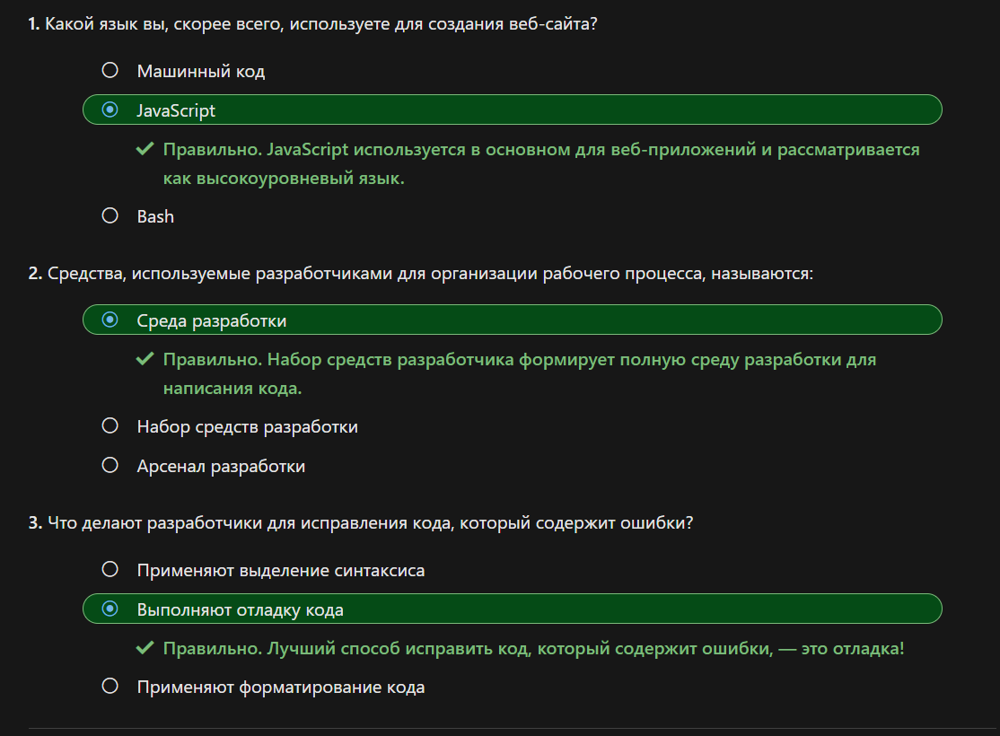 1. Какой язык вы, скорее всего, используете для создания веб-сайта?
Машинный код
JavaScript
Правильно. JavaScript используется в основном для веб-приложений и рассматривается
как высокоуровневый язык.
Bash
2. Средства, используемые разработчиками для организации рабочего процесса, называются:
Среда разработки
Правильно. Набор средств разработчика формирует полную среду разработки для
написания кода.
Набор средств разработки
Арсенал разработки
3. Что делают разработчики для исправления кода, который содержит ошибки?
Применяют выделение синтаксиса
Выполняют отладку кода
Правильно. Лучший способ исправить код, который содержит ошибки, — это отладка!
Применяют форматирование кода